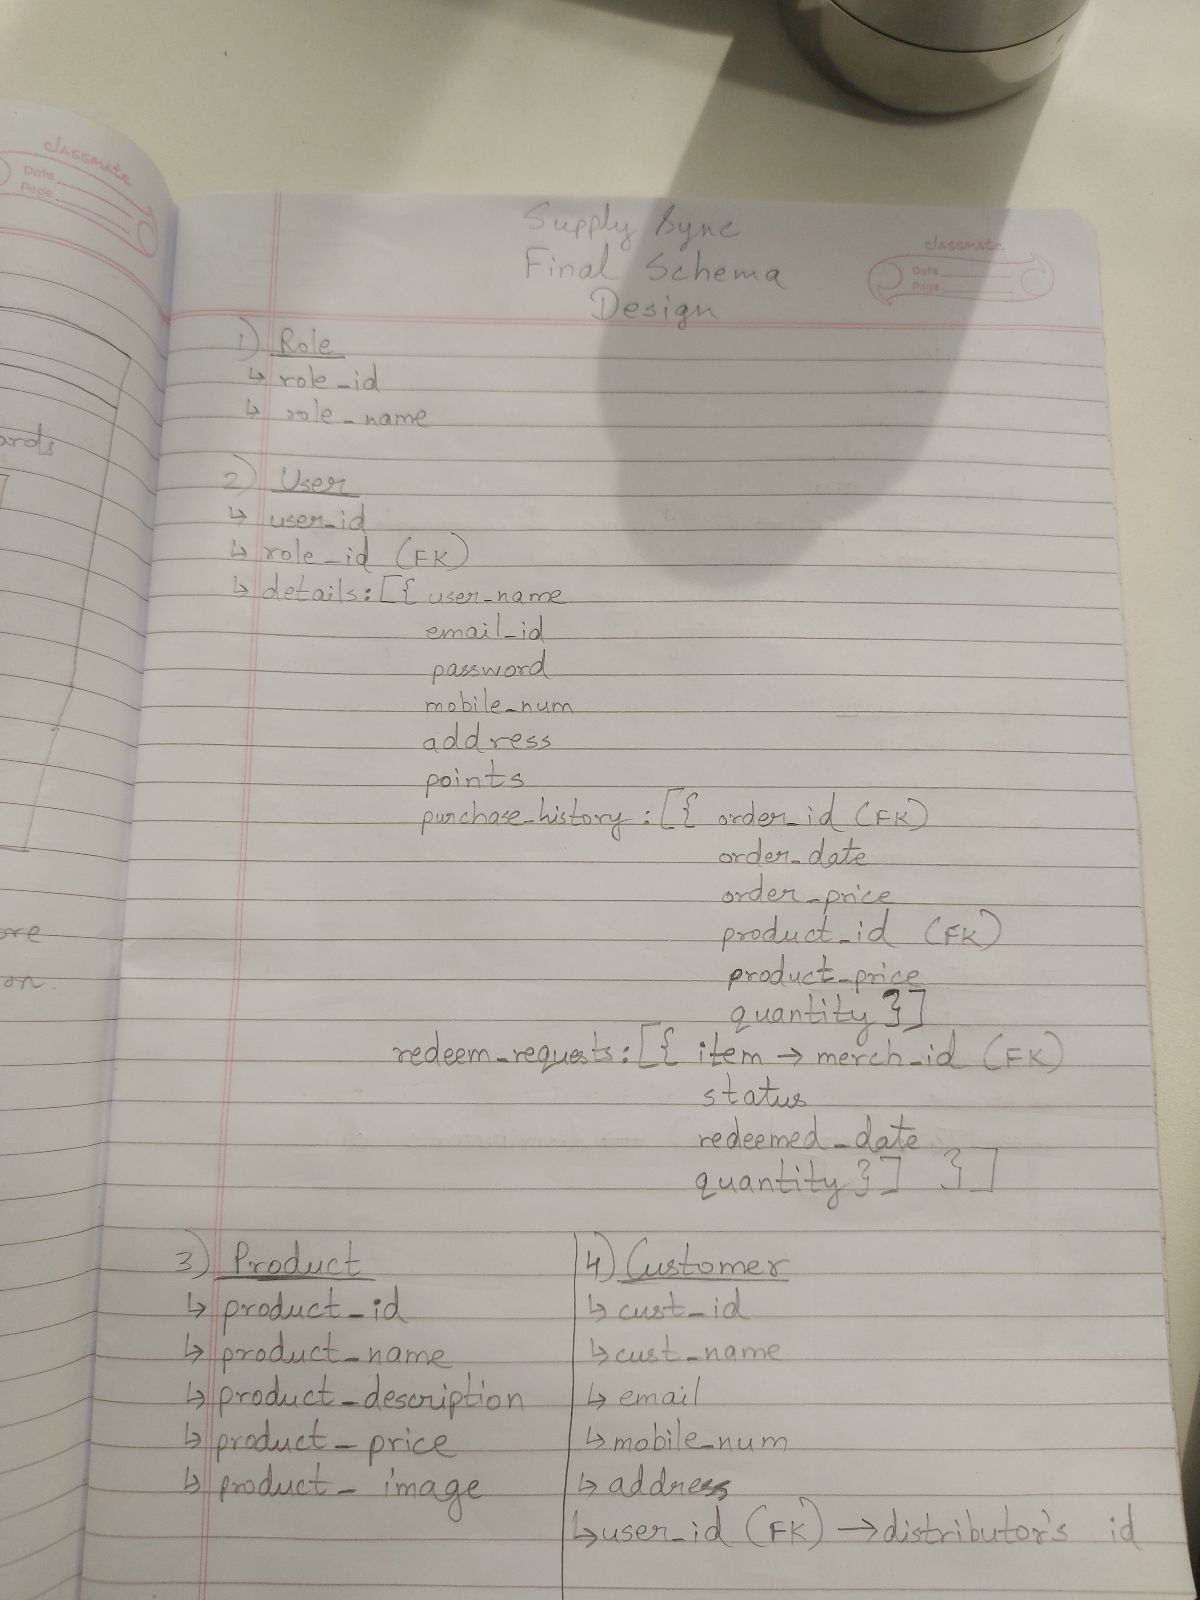 classmate
Date
Page
ards
ore
on.
Supply Sync
Final Schema
Design
classmate
Date
Page
1) Role
↳ role_id
↳ role_name
2) User
↳ user_id
↳ role_id (FK)
↳ details:[{ user_name
email_id
password
mobile_num
address
points
purchase_history:[{ order_id (FK)
order_date
order_price
product_id (FK)
product_price
quantity }]
redeem_requests:[{ item → merch_id (FK)
status
redeemed_date
quantity }] }]
3) Product
↳ product_id
↳ product_name
↳ product_description
↳ product_price
↳ product_image
4) Customer
↳ cust_id
↳ cust_name
↳ email
↳ mobile_num
↳ address
↳ user_id (FK) → distributor's id